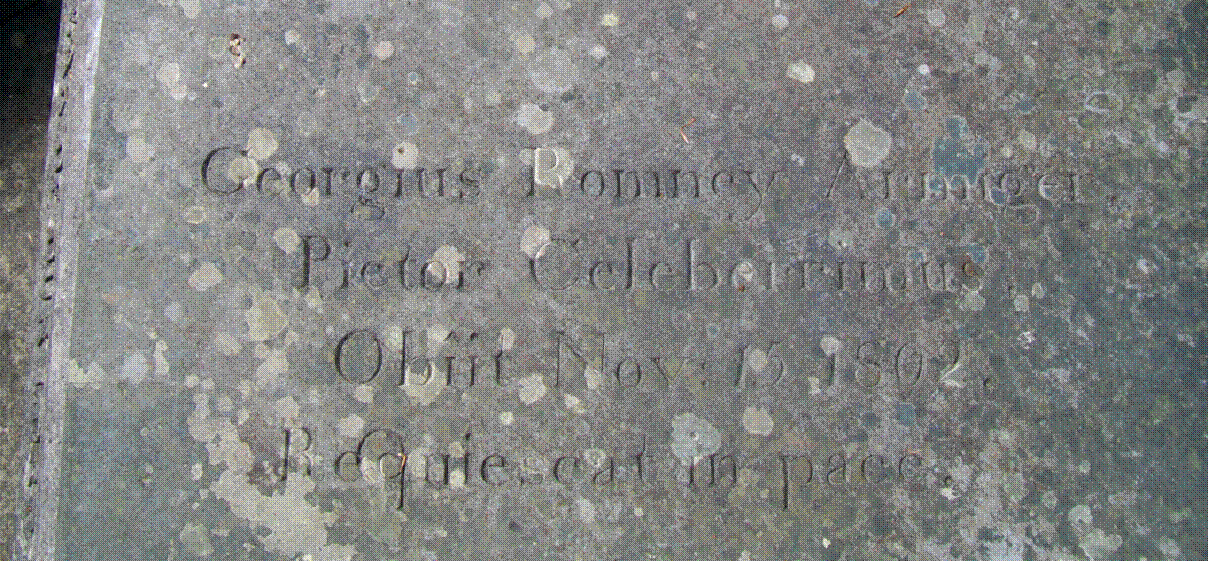 Georgius Romney Armiger,
Pictor Celeberrimus,
Obiit Nov: 15 1802.
Requiescat in pace.